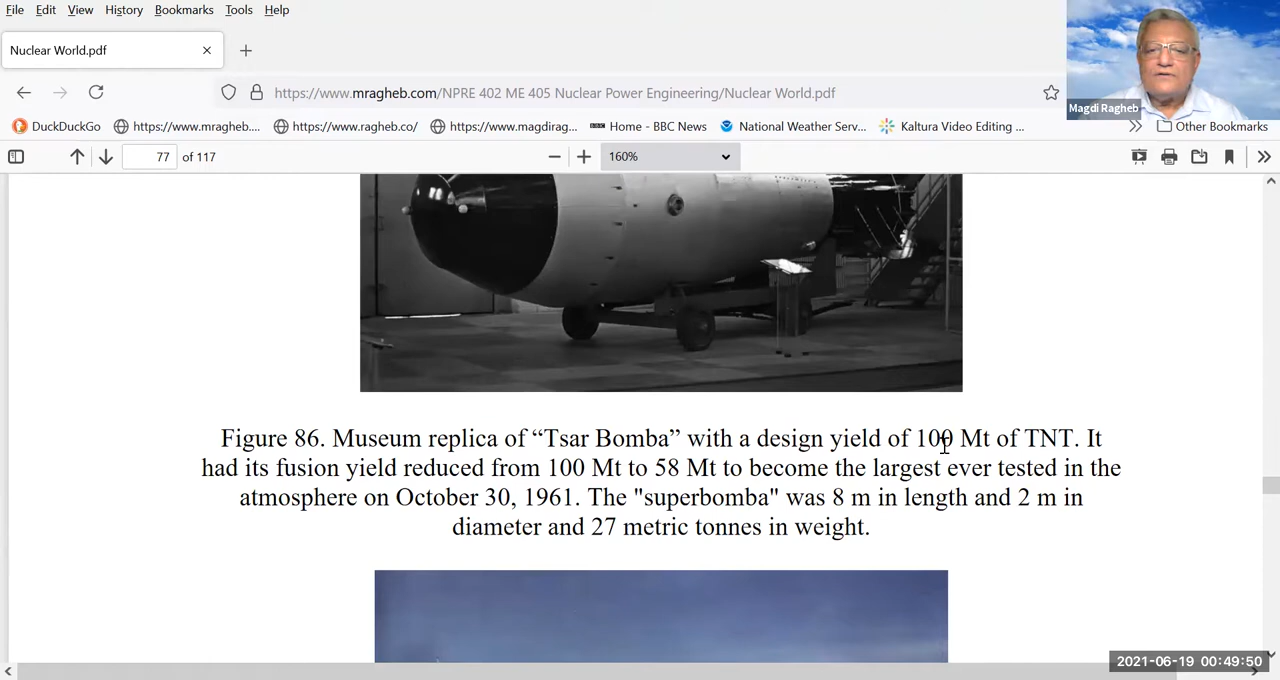 File Edit View History Bookmarks Tools Help
Nuclear World.pdf
https://www.mragheb.com/NPRE 402 ME 405 Nuclear Power Engineering/Nuclear World.pdf
Magdi Ragheb
DuckDuckGo https://www.mragheb.... https://www.ragheb.co/ https://www.magdirag... BBC Home - BBC News National Weather Serv... Kaltura Video Editing ... Other Bookmarks
77 of 117 160%
Figure 86. Museum replica of “Tsar Bomba” with a design yield of 100 Mt of TNT. It
had its fusion yield reduced from 100 Mt to 58 Mt to become the largest ever tested in the
atmosphere on October 30, 1961. The "superbomba" was 8 m in length and 2 m in
diameter and 27 metric tonnes in weight.
2021-06-19 00:49:50